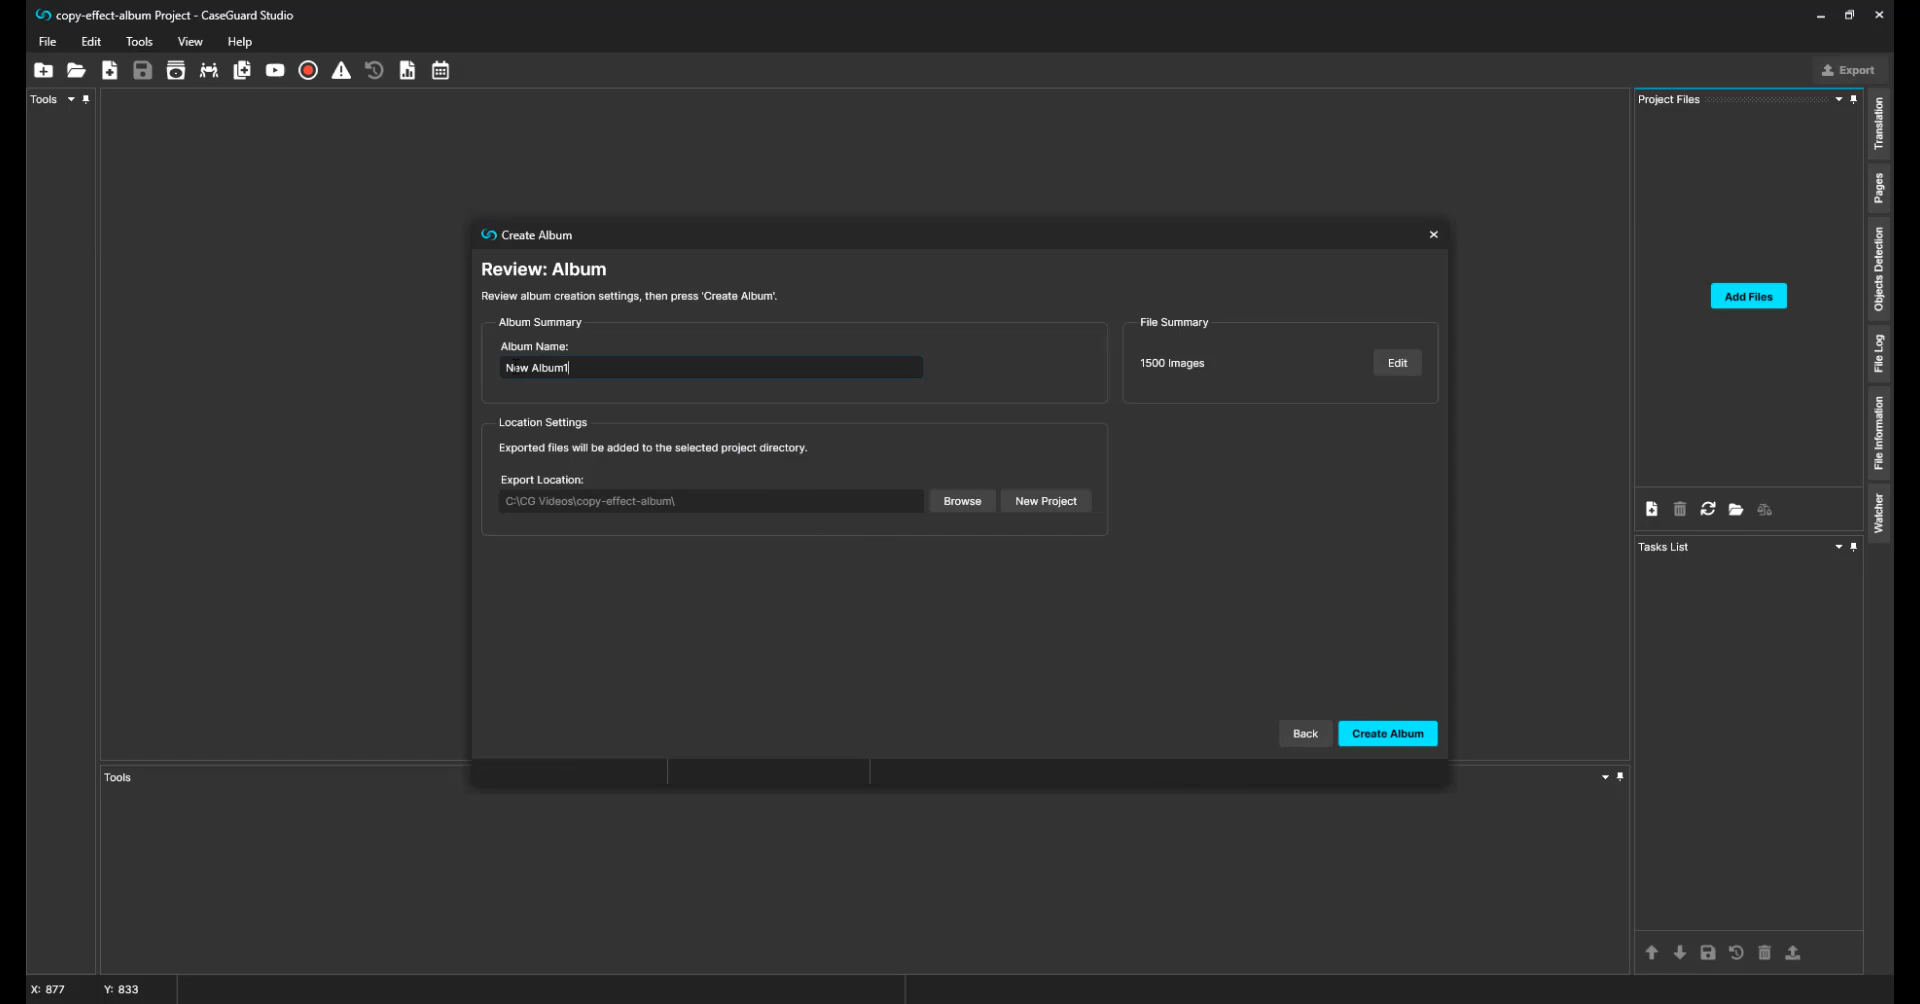 copy-effect-album Project - CaseGuard Studio
File Edit Tools View Help
Export
Tools
Project Files
Translation
Pages
Objects Detection
File Log
File Information
Watcher
Add Files
Create Album
Review: Album
Review album creation settings, then press 'Create Album'.
Album Summary
Album Name:
New Album1
File Summary
1500 Images
Edit
Location Settings
Exported files will be added to the selected project directory.
Export Location:
C:\CG Videos\copy-effect-album\
Browse
New Project
Back
Create Album
Tasks List
Tools
X: 877 Y: 833